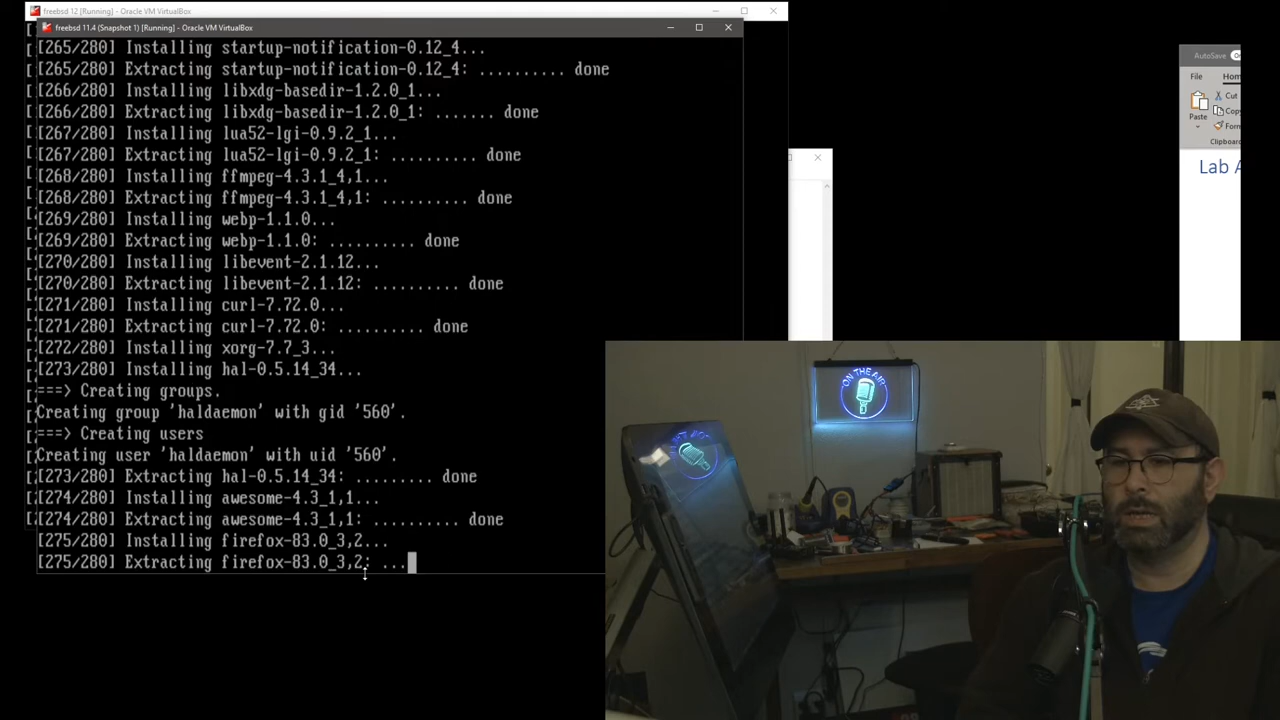 freebsd 12 [Running] - Oracle VM VirtualBox
freebsd 11.4 (Snapshot 1) [Running] - Oracle VM VirtualBox
[265/280] Installing startup-notification-0.12_4...
[265/280] Extracting startup-notification-0.12_4: .......... done
[266/280] Installing libxdg-basedir-1.2.0_1...
[266/280] Extracting libxdg-basedir-1.2.0_1: ....... done
[267/280] Installing lua52-lgi-0.9.2_1...
[267/280] Extracting lua52-lgi-0.9.2_1: .......... done
[268/280] Installing ffmpeg-4.3.1_4,1...
[268/280] Extracting ffmpeg-4.3.1_4,1: .......... done
[269/280] Installing webp-1.1.0...
[269/280] Extracting webp-1.1.0: .......... done
[270/280] Installing libevent-2.1.12...
[270/280] Extracting libevent-2.1.12: .......... done
[271/280] Installing curl-7.72.0...
[271/280] Extracting curl-7.72.0: .......... done
[272/280] Installing xorg-7.7_3...
[273/280] Installing hal-0.5.14_34...
===> Creating groups.
Creating group 'haldaemon' with gid '560'.
===> Creating users
Creating user 'haldaemon' with uid '560'.
[273/280] Extracting hal-0.5.14_34: ......... done
[274/280] Installing awesome-4.3_1,1...
[274/280] Extracting awesome-4.3_1,1: .......... done
[275/280] Installing firefox-83.0_3,2...
[275/280] Extracting firefox-83.0_3,2: ...
AutoSave
File Hom
Paste
Cut
Cop
Form
Clipboard
Lab A
ON THE AIR